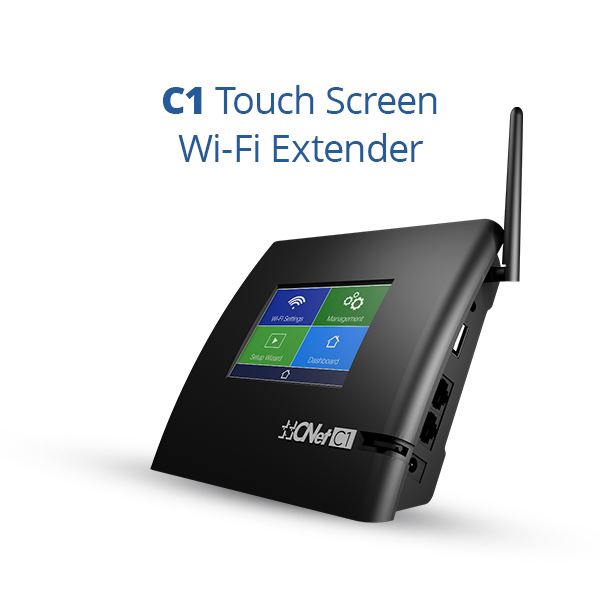 C1 Touch Screen
Wi-Fi Extender
Wi-Fi Settings
Management
Setup Wizard
Dashboard
CNet C1